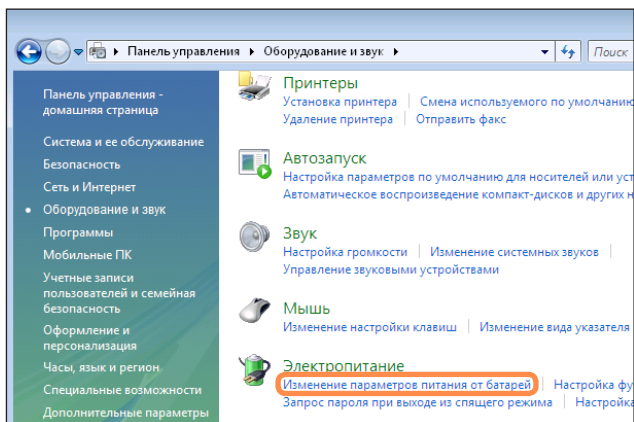 Панель управления ▸ Оборудование и звук ▸
Поиск
Панель управления -
домашняя страница
Система и ее обслуживание
Безопасность
Сеть и Интернет
• Оборудование и звук
Программы
Мобильные ПК
Учетные записи
пользователей и семейная
безопасность
Оформление и
персонализация
Часы, язык и регион
Специальные возможности
Дополнительные параметры
Принтеры
Установка принтера | Смена используемого по умолчанию
Удаление принтера | Отправить факс
Автозапуск
Настройка параметров по умолчанию для носителей или уст
Автоматическое воспроизведение компакт-дисков и других н
Звук
Настройка громкости | Изменение системных звуков |
Управление звуковыми устройствами
Мышь
Изменение настройки клавиш | Изменение вида указателя
Электропитание
Изменение параметров питания от батарей | Настройка фу
Запрос пароля при выходе из спящего режима | Настройка